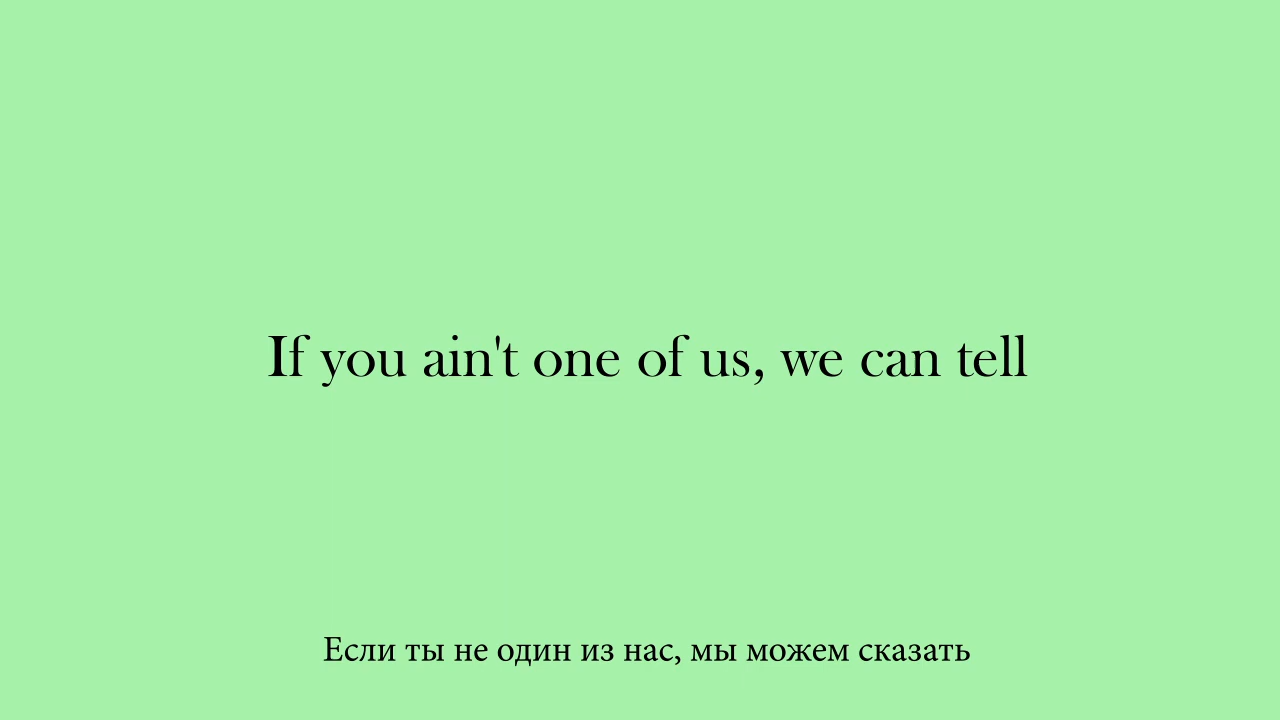 If you ain't one of us, we can tell
Если ты не один из нас, мы можем сказать